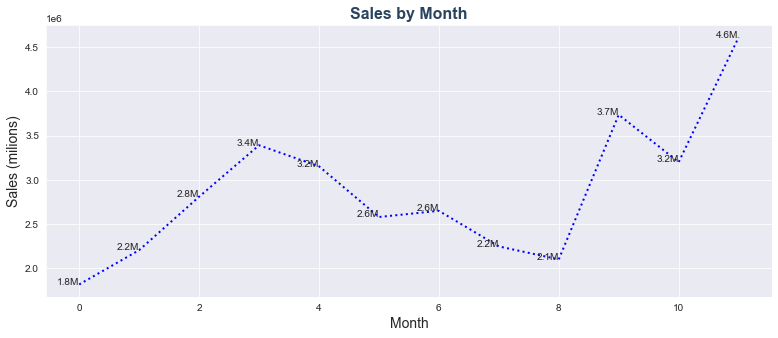 Sales by Month
1e6
4.5
4.0
3.5
3.0
2.5
2.0
Sales (milions)
1.8M
2.2M
2.8M
3.4M
3.2M
2.6M
2.6M
2.2M
2.1M
3.7M
3.2M
4.6M
0
2
4
6
8
10
Month